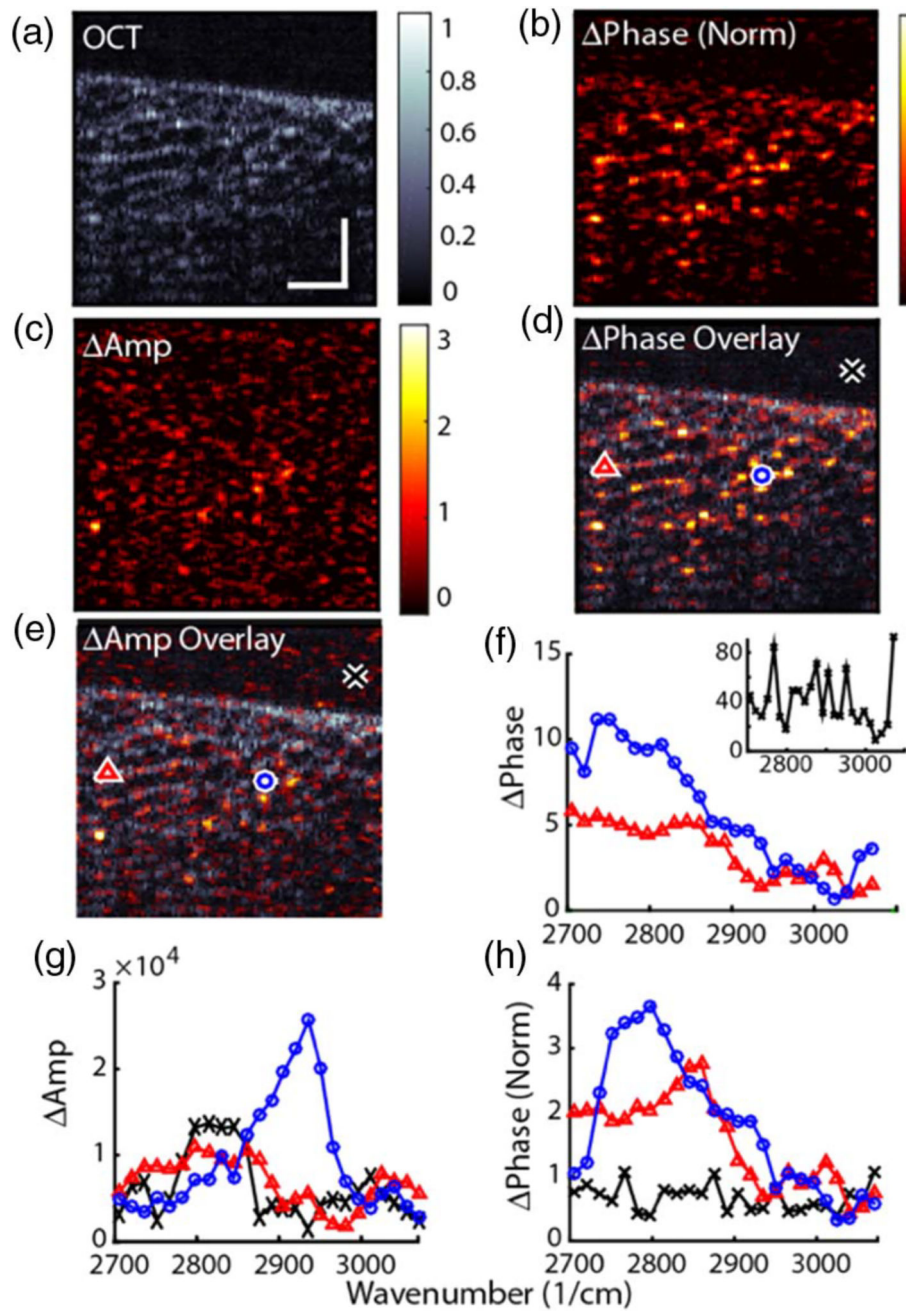 (a)
OCT
1
0.8
0.6
0.4
0.2
0
(b)
ΔPhase (Norm)
(c)
ΔAmp
3
2
1
0
(d)
ΔPhase Overlay
(e)
ΔAmp Overlay
(f)
15
10
5
0
ΔPhase
2700 2800 2900 3000
80
40
0
3000
(g)
×10⁴
3
2
1
0
ΔAmp
2700 2800 2900 3000
(h)
4
3
2
1
0
ΔPhase (Norm)
2700 2800 2900 3000
Wavenumber (1/cm)